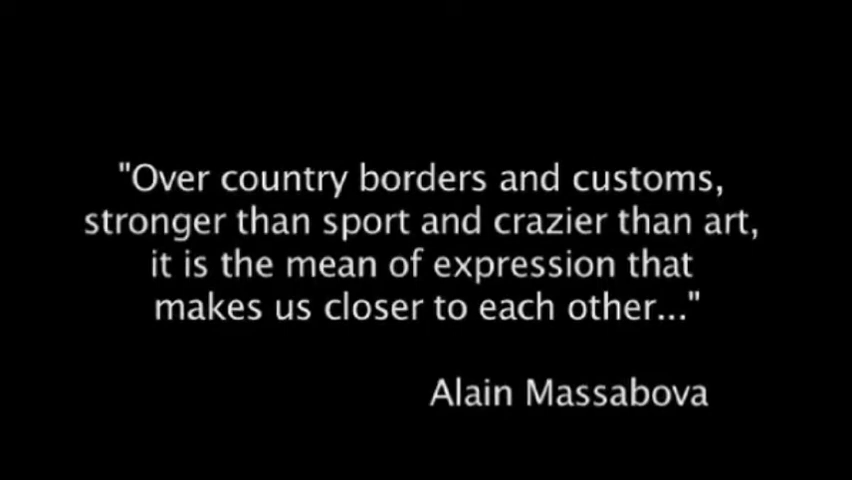 "Over country borders and customs,
stronger than sport and crazier than art,
it is the mean of expression that
makes us closer to each other..."
Alain Massabova